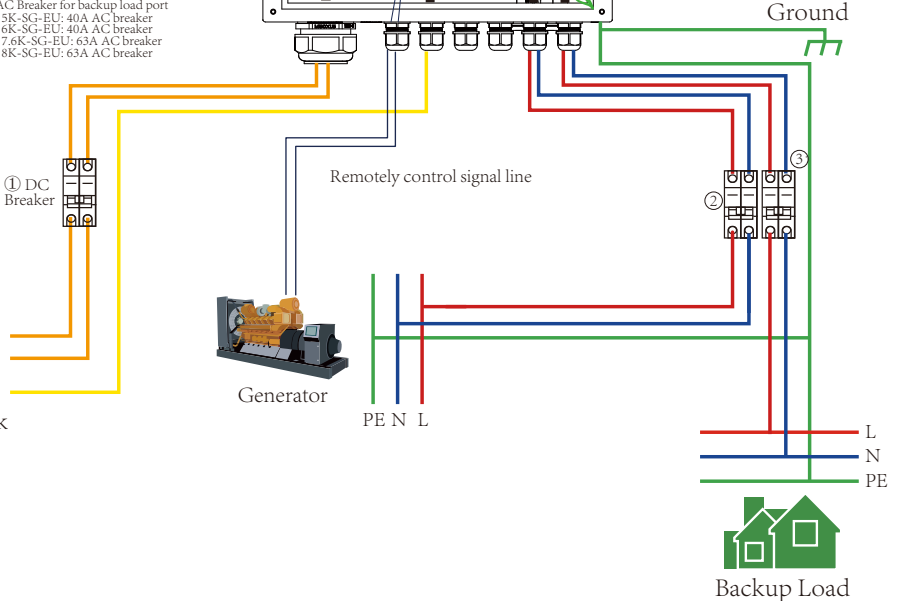 AC Breaker for backup load port
5K-SG-EU: 40A AC breaker
6K-SG-EU: 40A AC breaker
7.6K-SG-EU: 63A AC breaker
8K-SG-EU: 63A AC breaker
Ground
① DC
Breaker
Remotely control signal line
②
③
Generator
PE N L
L
N
PE
Backup Load